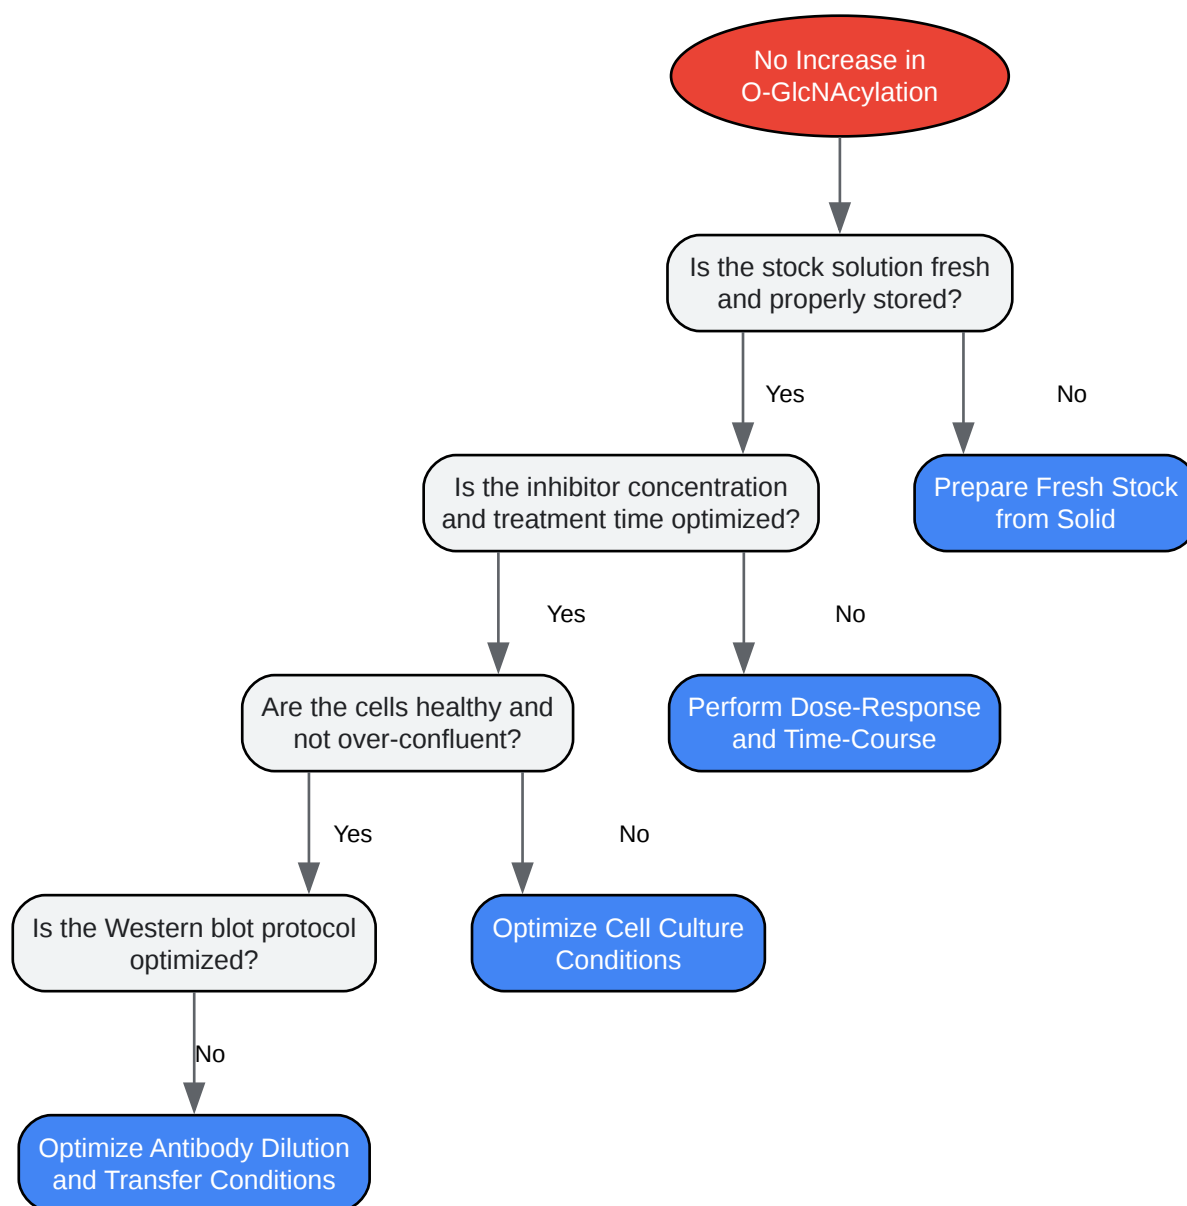 No Increase in
O-GlcNAcylation
Is the stock solution fresh
and properly stored?
Yes
No
Is the inhibitor concentration
and treatment time optimized?
Prepare Fresh Stock
from Solid
Yes
No
Are the cells healthy and
not over-confluent?
Perform Dose-Response
and Time-Course
Yes
No
Is the Western blot protocol
optimized?
Optimize Cell Culture
Conditions
No
Optimize Antibody Dilution
and Transfer Conditions